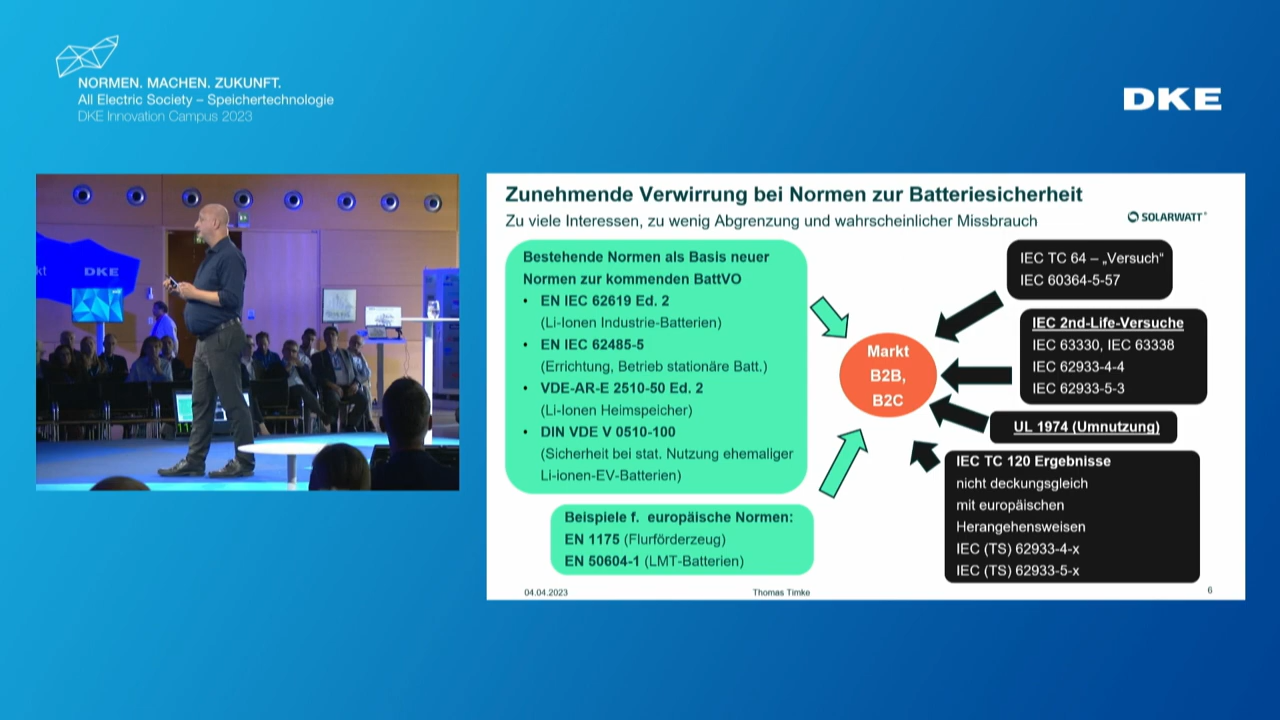 NORMEN. MACHEN. ZUKUNFT.
All Electric Society – Speichertechnologie
DKE Innovation Campus 2023
DKE
DKE
Zunehmende Verwirrung bei Normen zur Batteriesicherheit
Zu viele Interessen, zu wenig Abgrenzung und wahrscheinlicher Missbrauch
SOLARWATT
Bestehende Normen als Basis neuer
Normen zur kommenden BattVO
• EN IEC 62619 Ed. 2
(Li-Ionen Industrie-Batterien)
• EN IEC 62485-5
(Errichtung, Betrieb stationäre Batt.)
• VDE-AR-E 2510-50 Ed. 2
(Li-Ionen Heimspeicher)
• DIN VDE V 0510-100
(Sicherheit bei stat. Nutzung ehemaliger
Li-ionen-EV-Batterien)
Beispiele f. europäische Normen:
EN 1175 (Flurförderzeug)
EN 50604-1 (LMT-Batterien)
Markt
B2B,
B2C
IEC TC 64 – „Versuch“
IEC 60364-5-57
IEC 2nd-Life-Versuche
IEC 63330, IEC 63338
IEC 62933-4-4
IEC 62933-5-3
UL 1974 (Umnutzung)
IEC TC 120 Ergebnisse
nicht deckungsgleich
mit europäischen
Herangehensweisen
IEC (TS) 62933-4-x
IEC (TS) 62933-5-x
04.04.2023
Thomas Timke
6